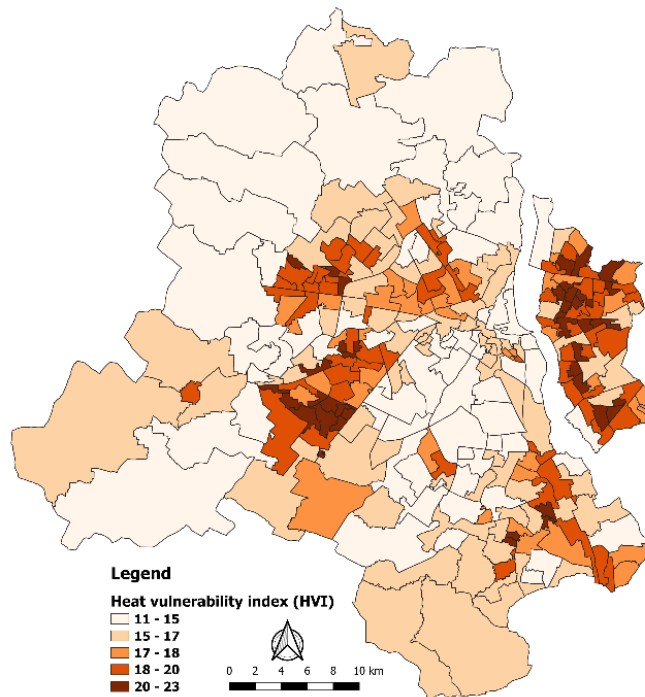 Legend
Heat vulnerability index (HVI)
11 - 15
15 - 17
17 - 18
18 - 20
20 - 23
0 2 4 6 8 10 km